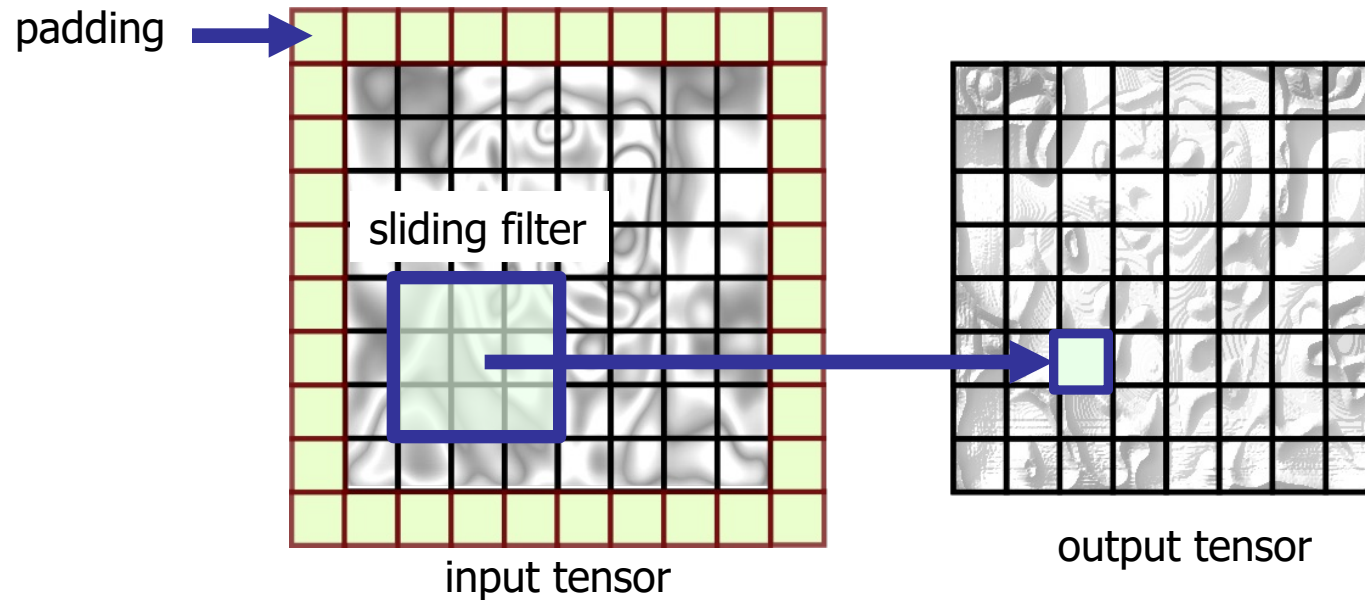 padding
sliding filter
input tensor
output tensor